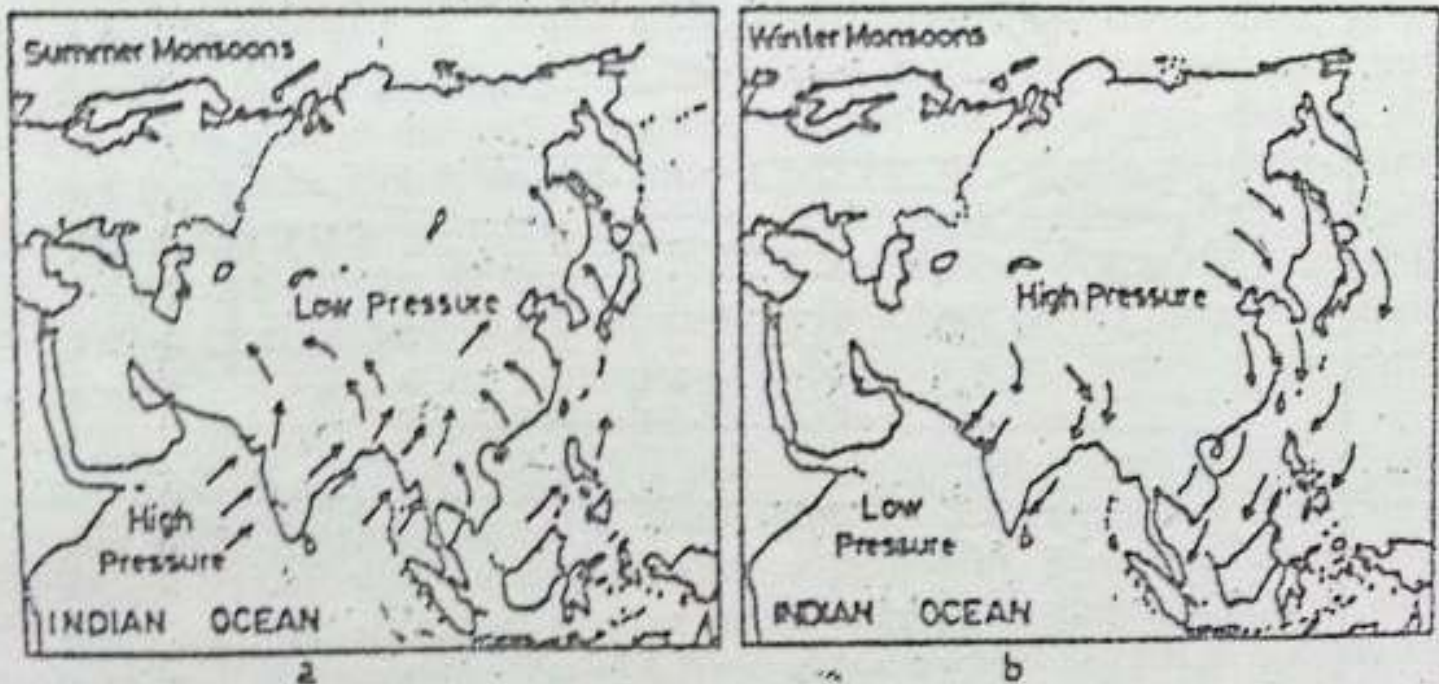 Summer Monsoons
Low Pressure
High
Pressure
INDIAN OCEAN
a
Winter Monsoons
High Pressure
Low
Pressure
INDIAN OCEAN
b